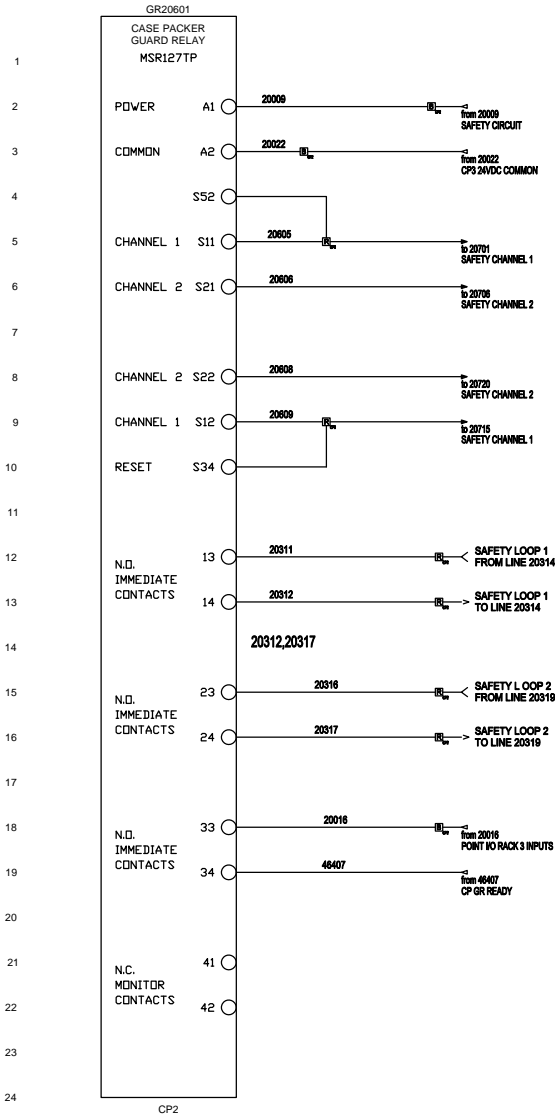 GR20601
CASE PACKER
GUARD RELAY
1 MSR127TP
2 POWER A1 20009 B
from 20009
SAFETY CIRCUIT
3 COMMON A2 20022 B
from 20022
CP3 24VDC COMMON
4 S52
5 CHANNEL 1 S11 20605 R
to 20701
SAFETY CHANNEL 1
6 CHANNEL 2 S21 20606
to 20706
SAFETY CHANNEL 2
7
8 CHANNEL 2 S22 20608
to 20720
SAFETY CHANNEL 2
9 CHANNEL 1 S12 20609 R
to 20715
SAFETY CHANNEL 1
10 RESET S34
11
12 13 20311 R SAFETY LOOP 1
FROM LINE 20314
N.O.
IMMEDIATE
CONTACTS
13 14 20312 R SAFETY LOOP 1
TO LINE 20314
14 20312,20317
15 23 20316 R SAFETY L OOP 2
FROM LINE 20319
N.O.
IMMEDIATE
CONTACTS
16 24 20317 R SAFETY LOOP 2
TO LINE 20319
17
18 33 20016 B
from 20016
POINT I/O RACK 3 INPUTS
N.O.
IMMEDIATE
CONTACTS
19 34 46407
from 46407
CP GR READY
20
21 41
N.C.
MONITOR
CONTACTS
22 42
23
24
CP2